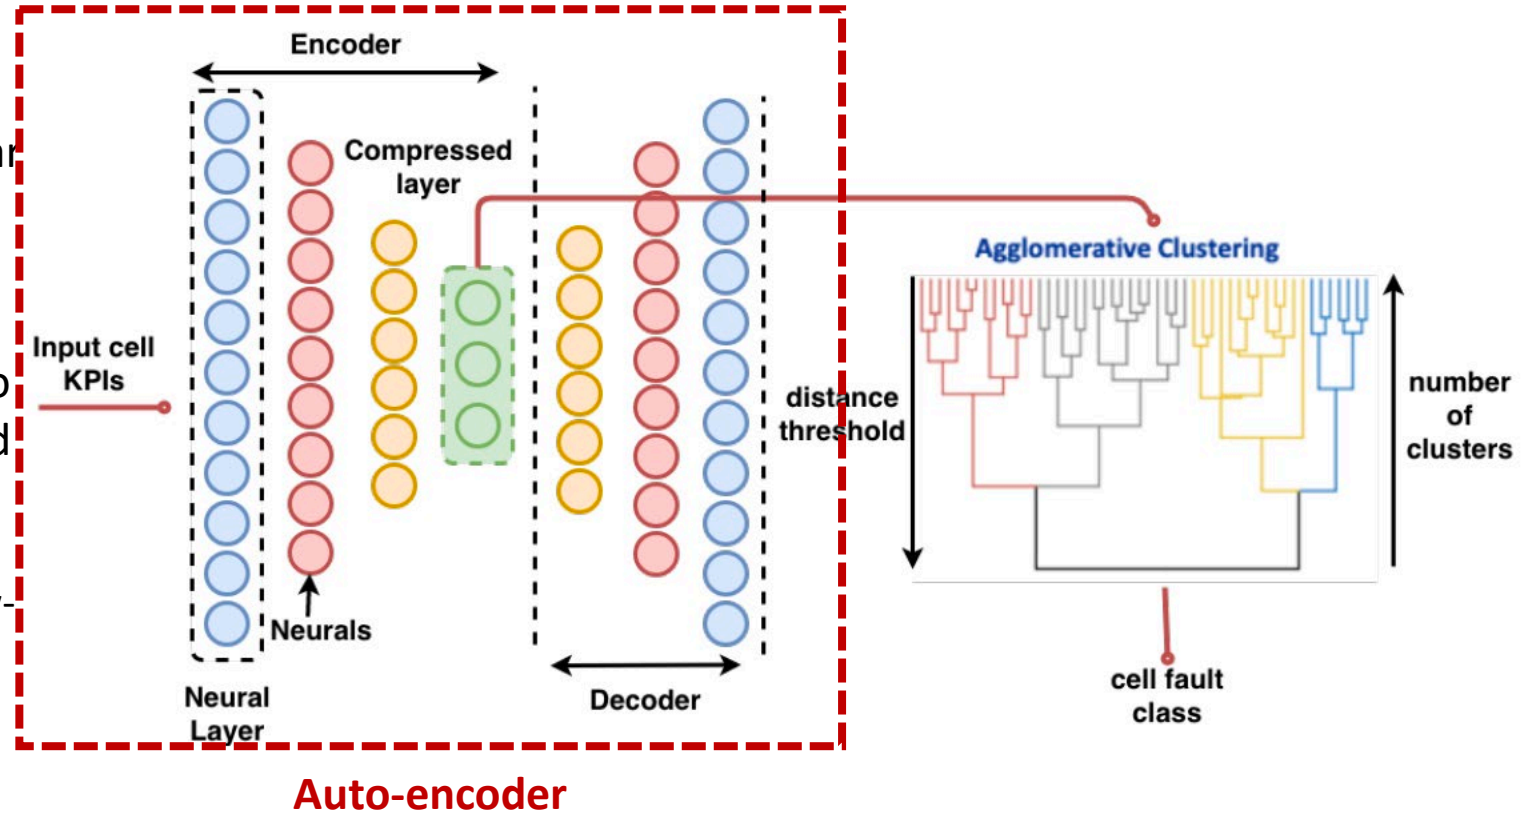 Encoder
Compressed
layer
Agglomerative Clustering
Input cell
KPIs
distance
threshold
number
of
clusters
Neurals
Neural
Layer
Decoder
cell fault
class
Auto-encoder